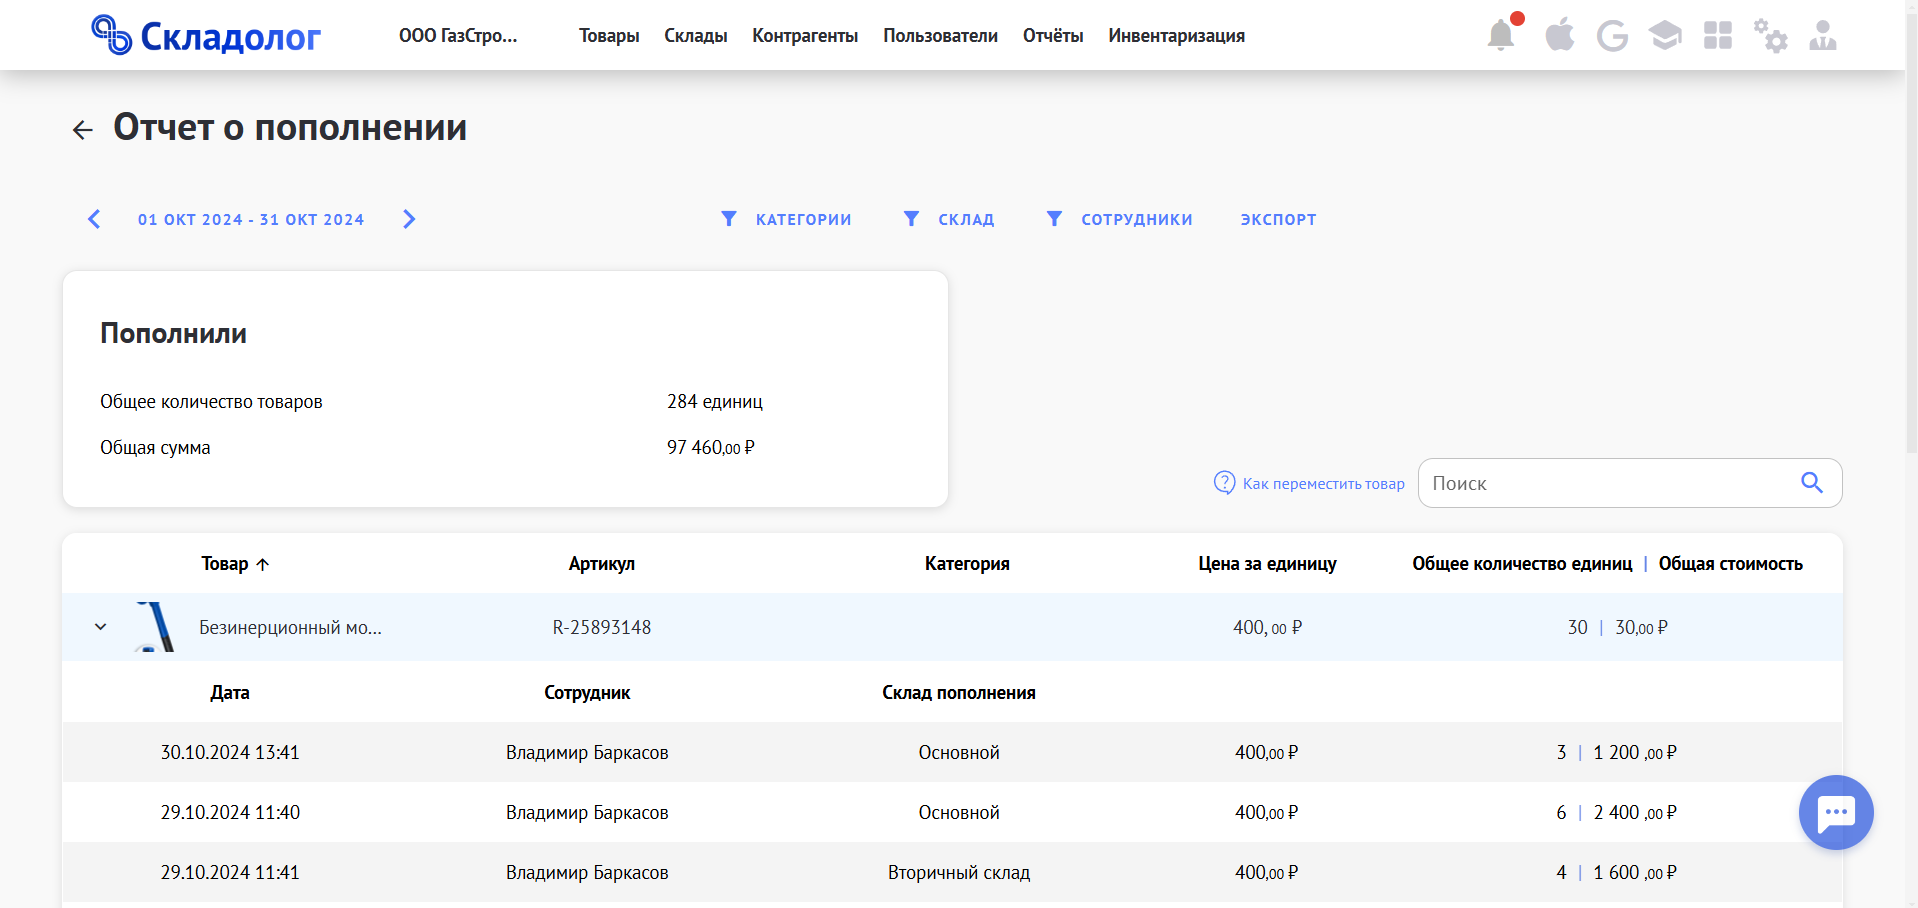 Складолог
ООО ГазСтро... Товары Склады Контрагенты Пользователи Отчёты Инвентаризация
Отчет о пополнении
01 ОКТ 2024 - 31 ОКТ 2024 КАТЕГОРИИ СКЛАД СОТРУДНИКИ ЭКСПОРТ
Пополнили
Общее количество товаров 284 единиц
Общая сумма 97 460,00 ₽
Как переместить товар Поиск
Товар Артикул Категория Цена за единицу Общее количество единиц | Общая стоимость
Безинерционный мо... R-25893148 400, 00 ₽ 30 | 30,00 ₽
Дата Сотрудник Склад пополнения
30.10.2024 13:41 Владимир Баркасов Основной 400,00 ₽ 3 | 1 200 ,00 ₽
29.10.2024 11:40 Владимир Баркасов Основной 400,00 ₽ 6 | 2 400 ,00 ₽
29.10.2024 11:41 Владимир Баркасов Вторичный склад 400,00 ₽ 4 | 1 600 ,00 ₽